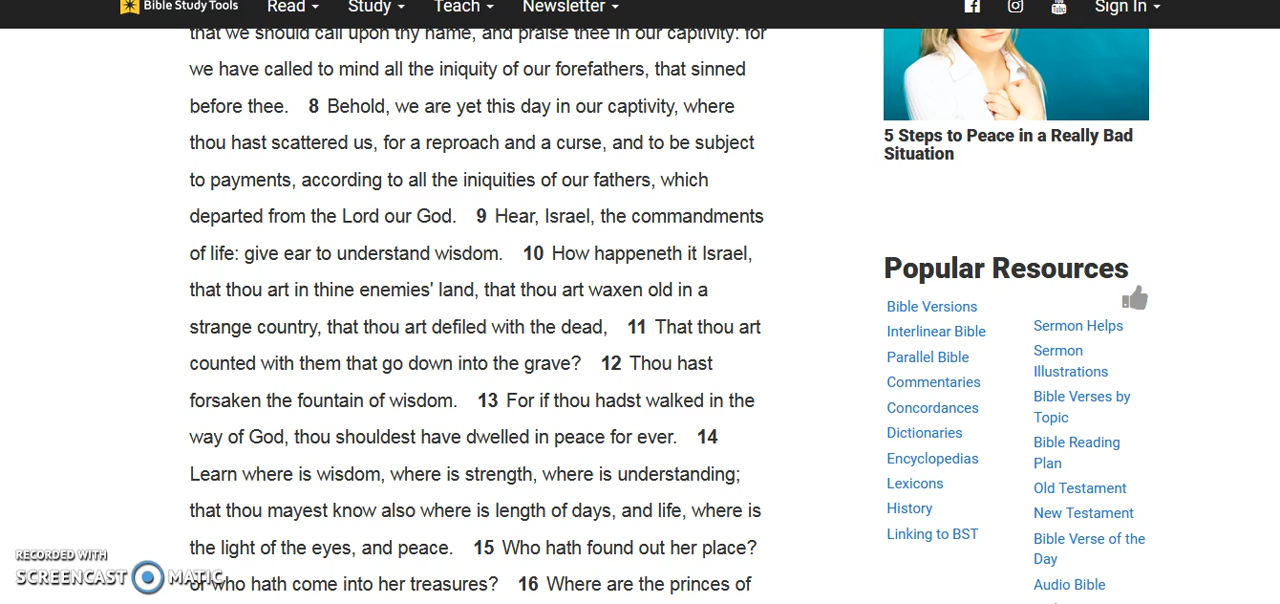 Bible Study Tools
Read
Study
Teach
Newsletter
Sign In
that we should call upon thy name, and praise thee in our captivity: for
we have called to mind all the iniquity of our forefathers, that sinned
before thee. 8 Behold, we are yet this day in our captivity, where
thou hast scattered us, for a reproach and a curse, and to be subject
to payments, according to all the iniquities of our fathers, which
departed from the Lord our God. 9 Hear, Israel, the commandments
of life: give ear to understand wisdom. 10 How happeneth it Israel,
that thou art in thine enemies' land, that thou art waxen old in a
strange country, that thou art defiled with the dead, 11 That thou art
counted with them that go down into the grave? 12 Thou hast
forsaken the fountain of wisdom. 13 For if thou hadst walked in the
way of God, thou shouldest have dwelled in peace for ever. 14
Learn where is wisdom, where is strength, where is understanding;
that thou mayest know also where is length of days, and life, where is
the light of the eyes, and peace. 15 Who hath found out her place?
or who hath come into her treasures? 16 Where are the princes of
5 Steps to Peace in a Really Bad
Situation
Popular Resources
Bible Versions
Interlinear Bible
Parallel Bible
Commentaries
Concordances
Dictionaries
Encyclopedias
Lexicons
History
Linking to BST
Sermon Helps
Sermon
Illustrations
Bible Verses by
Topic
Bible Reading
Plan
Old Testament
New Testament
Bible Verse of the
Day
Audio Bible
RECORDED WITH
SCREENCAST MATIC